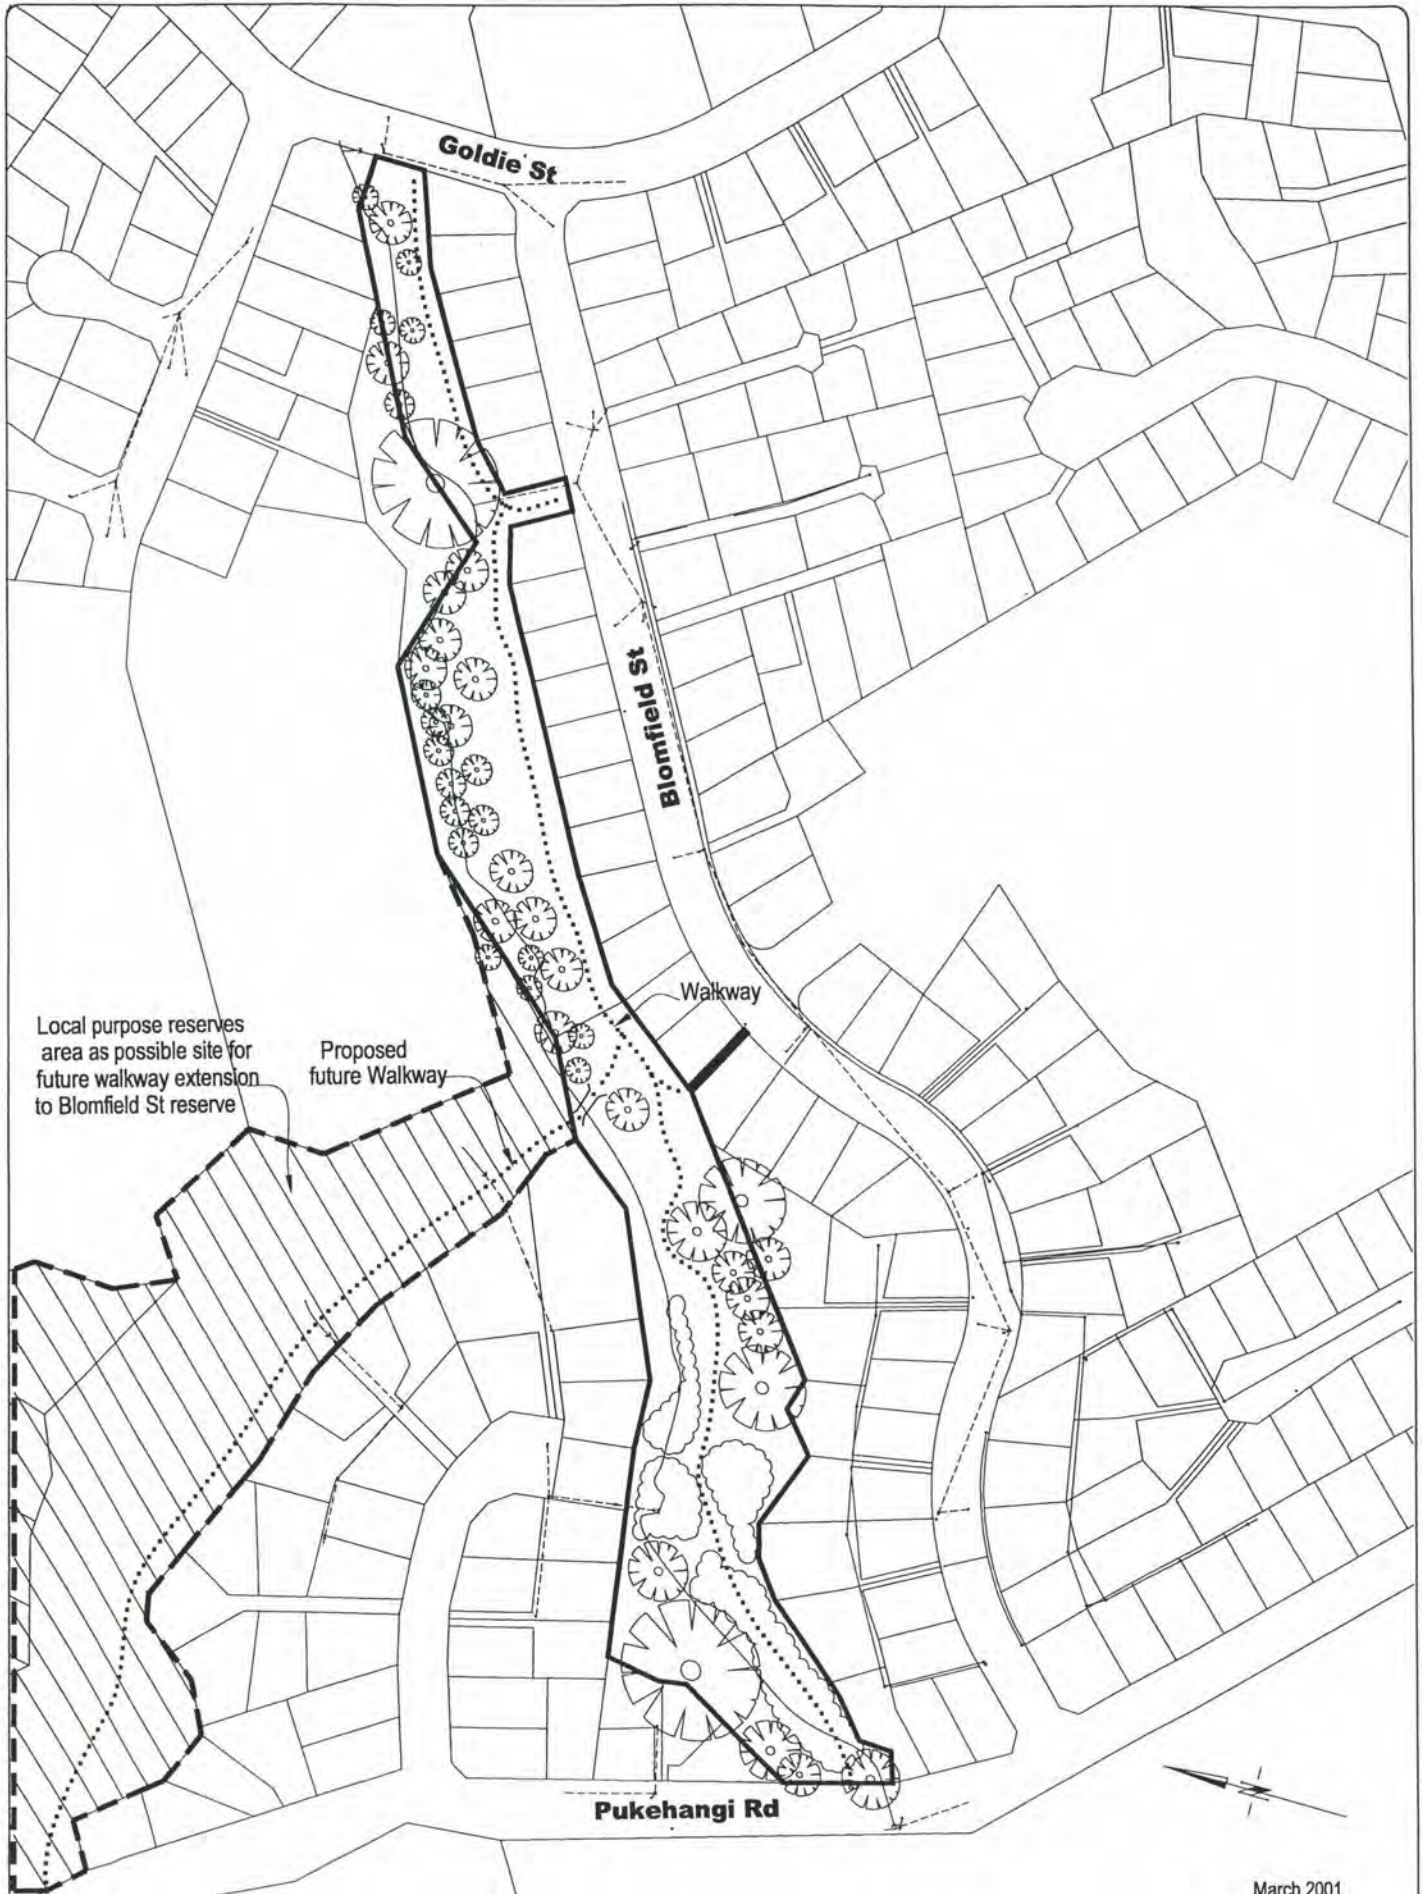 Goldie St
Blomfield St
Walkway
Local purpose reserves
area as possible site for
future walkway extension
to Blomfield St reserve
Proposed
future Walkway
Pukehangi Rd
March 2001